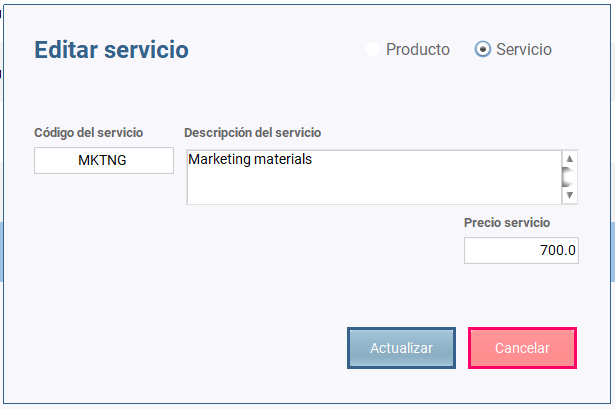 Editar servicio
Producto
Servicio
Código del servicio
Descripción del servicio
MKTNG
Marketing materials
Precio servicio
700.0
Actualizar
Cancelar